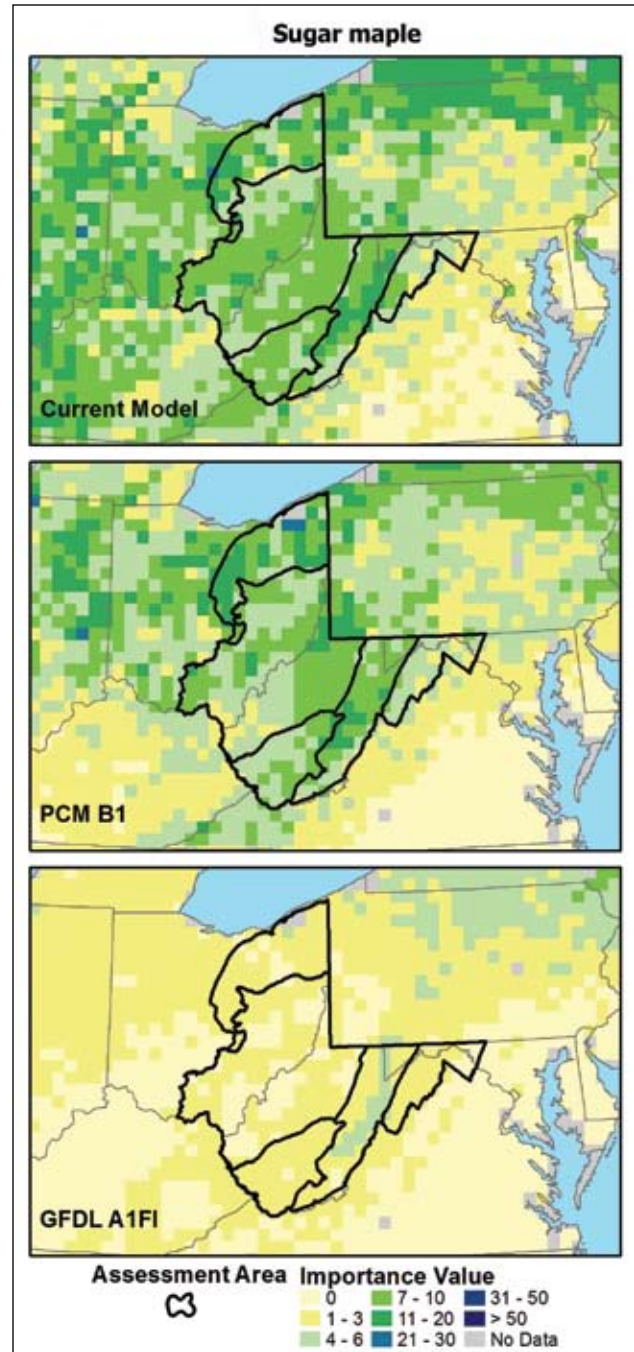 Sugar maple
Current Model
PCM B1
GFDL A1FI
Assessment Area
Importance Value
0
1 - 3
4 - 6
7 - 10
11 - 20
21 - 30
31 - 50
> 50
No Data